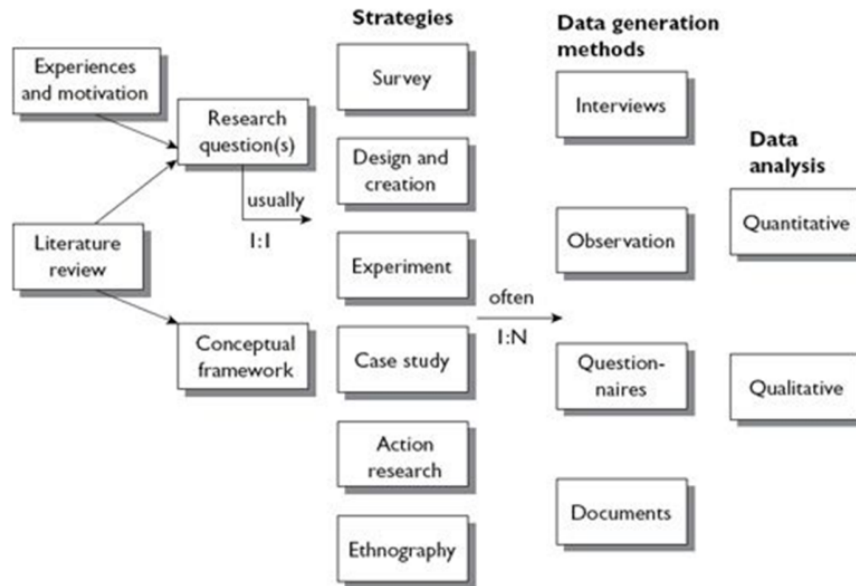 Experiences
and motivation
Literature
review
Research
question(s)
usually
1:1
Conceptual
framework
Strategies
Survey
Design and
creation
Experiment
Case study
Action
research
Ethnography
often
1:N
Data generation
methods
Interviews
Observation
Question-
naires
Documents
Data
analysis
Quantitative
Qualitative